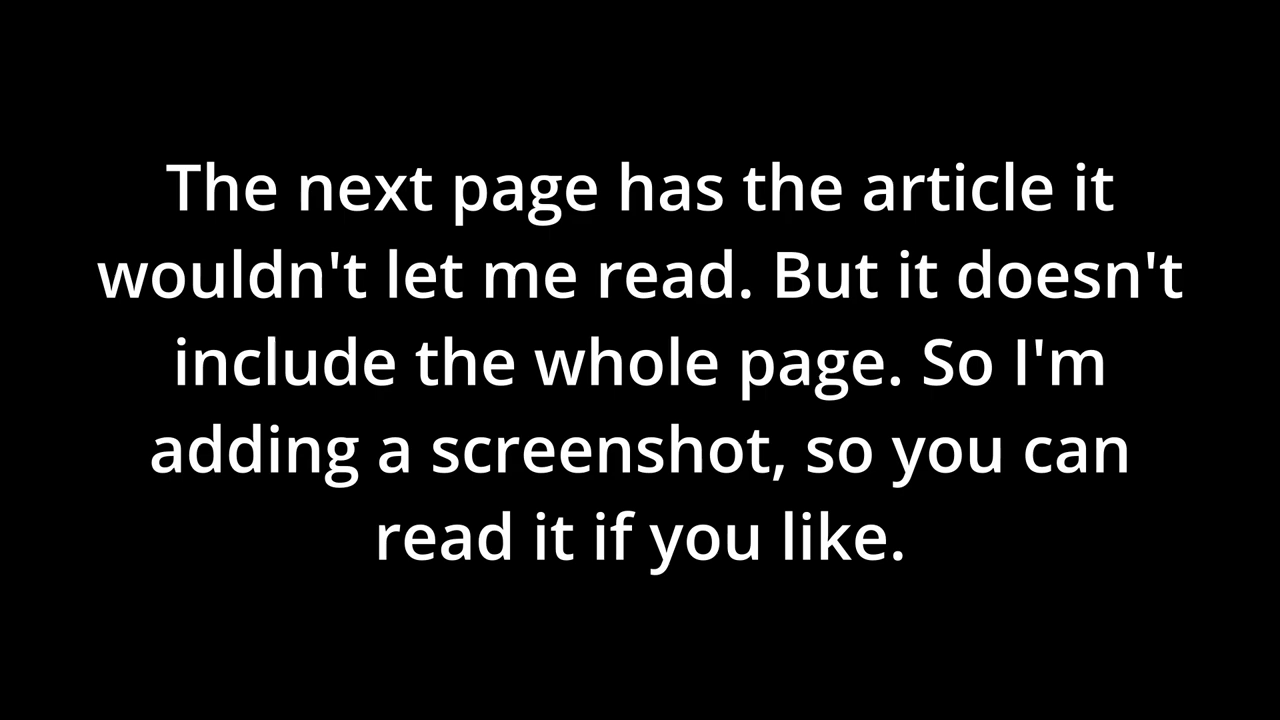 The next page has the article it
wouldn't let me read. But it doesn't
include the whole page. So I'm
adding a screenshot, so you can
read it if you like.